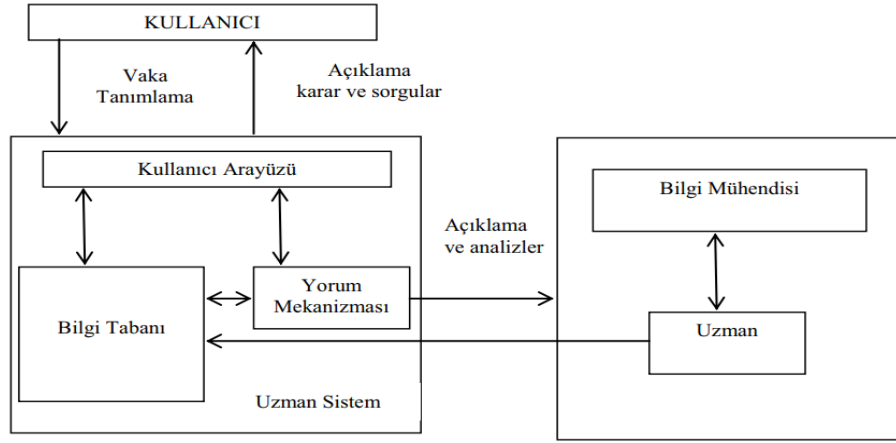 KULLANICI
Vaka
Tanımlama
Açıklama
karar ve sorgular
Kullanıcı Arayüzü
Bilgi Mühendisi
Açıklama
ve analizler
Yorum
Mekanizması
Bilgi Tabanı
Uzman
Uzman Sistem